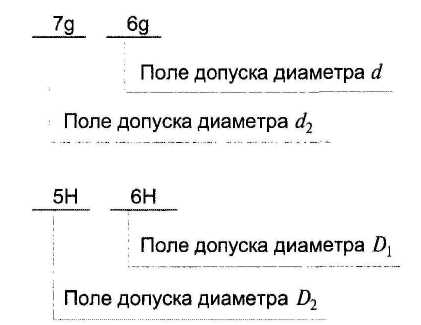 7g 6g
Поле допуска диаметра d
Поле допуска диаметра d₂
5H 6H
Поле допуска диаметра D₁
Поле допуска диаметра D₂